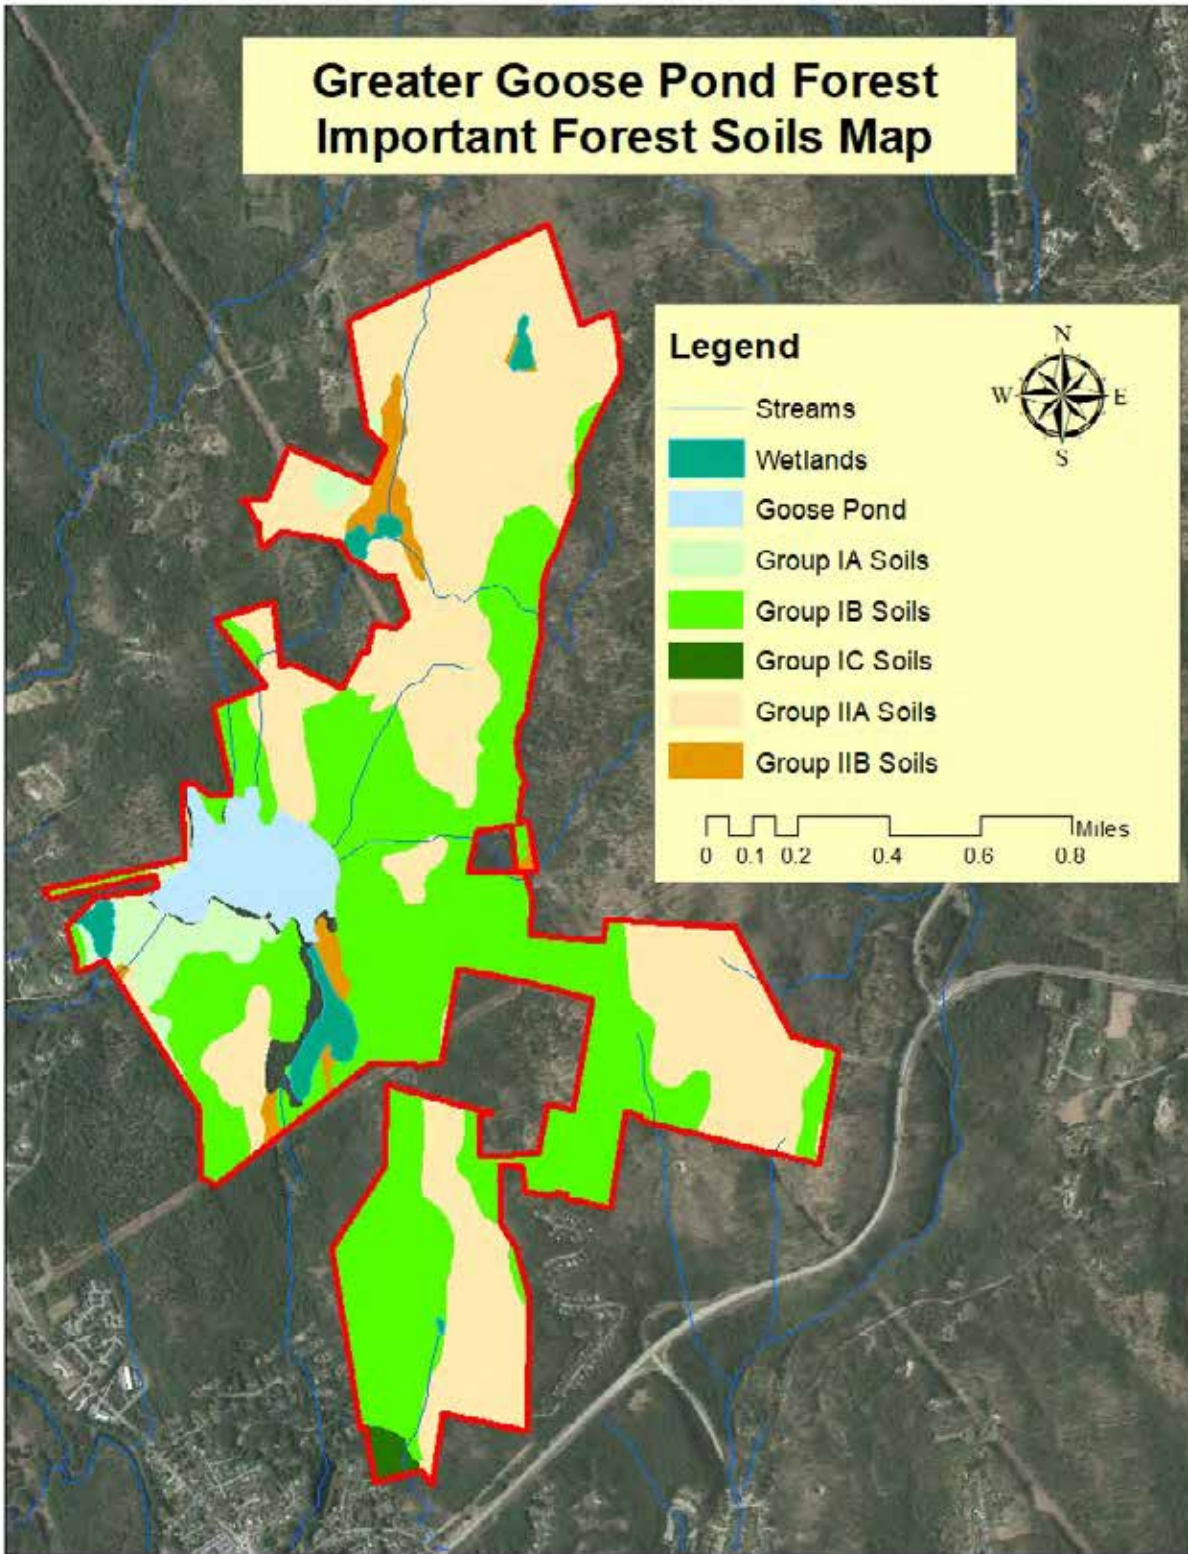 Greater Goose Pond Forest
Important Forest Soils Map
Legend
N
W
E
S
Streams
Wetlands
Goose Pond
Group IA Soils
Group IB Soils
Group IC Soils
Group IIA Soils
Group IIB Soils
Miles
0 0.1 0.2 0.4 0.6 0.8